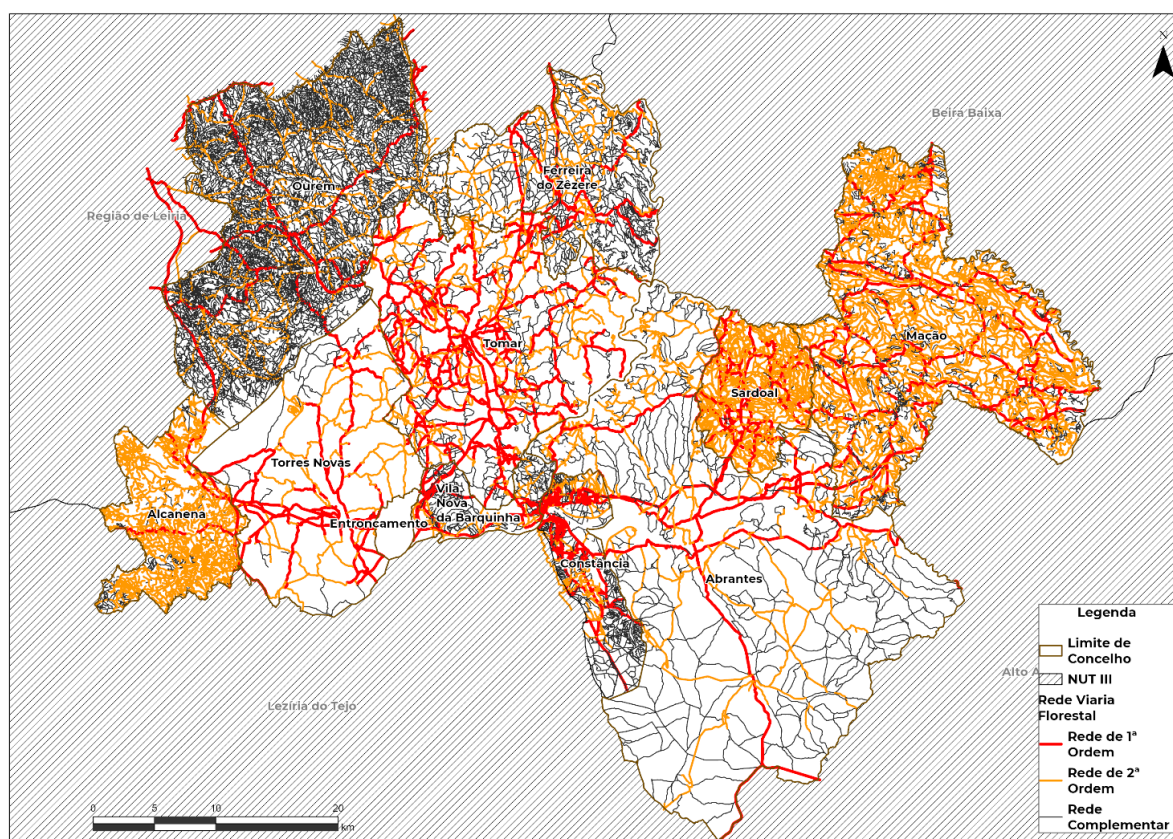 N
Beira Baixa
Ferreira
do Zêzere
Ourém
Região de Leiria
Mação
Tomar
Sardoal
Torres Novas
Vila
Nova
da Barquinha
Alcanena
Entroncamento
Constância
Abrantes
Alto A
Lezíria do Tejo
Legenda
Limite de
Concelho
NUT III
Rede Viaria
Florestal
Rede de 1ª
Ordem
Rede de 2ª
Ordem
Rede
Complementar
0 5 10 20
km